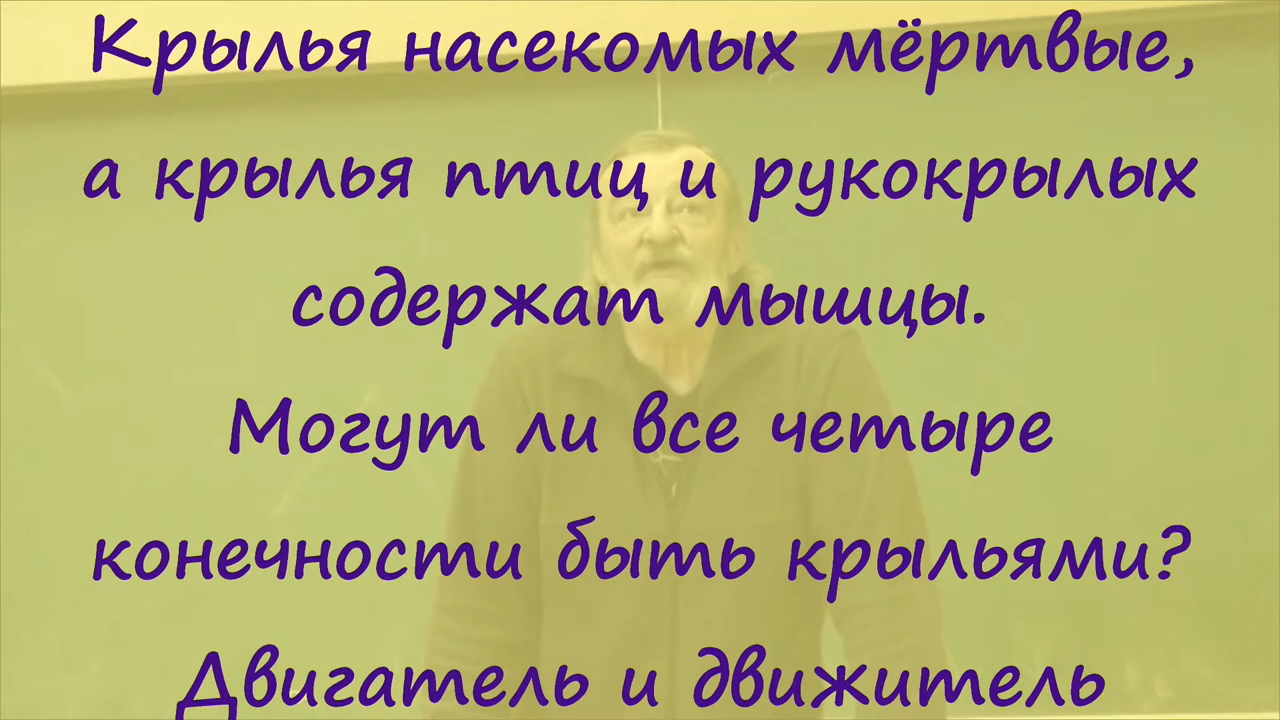 Крылья насекомых мёртвые,
а крылья птиц и рукокрылых
содержат мышцы.
Могут ли все четыре
конечности быть крыльями?
Двигатель и движитель